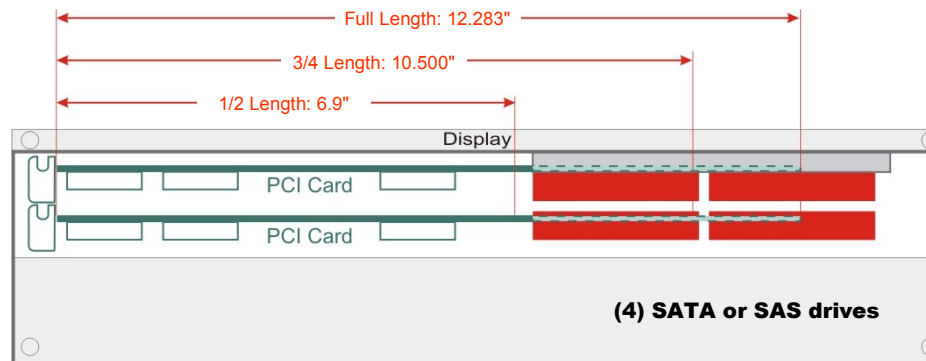 Full Length: 12.283"
3/4 Length: 10.500"
1/2 Length: 6.9"
Display
PCI Card
PCI Card
(4) SATA or SAS drives